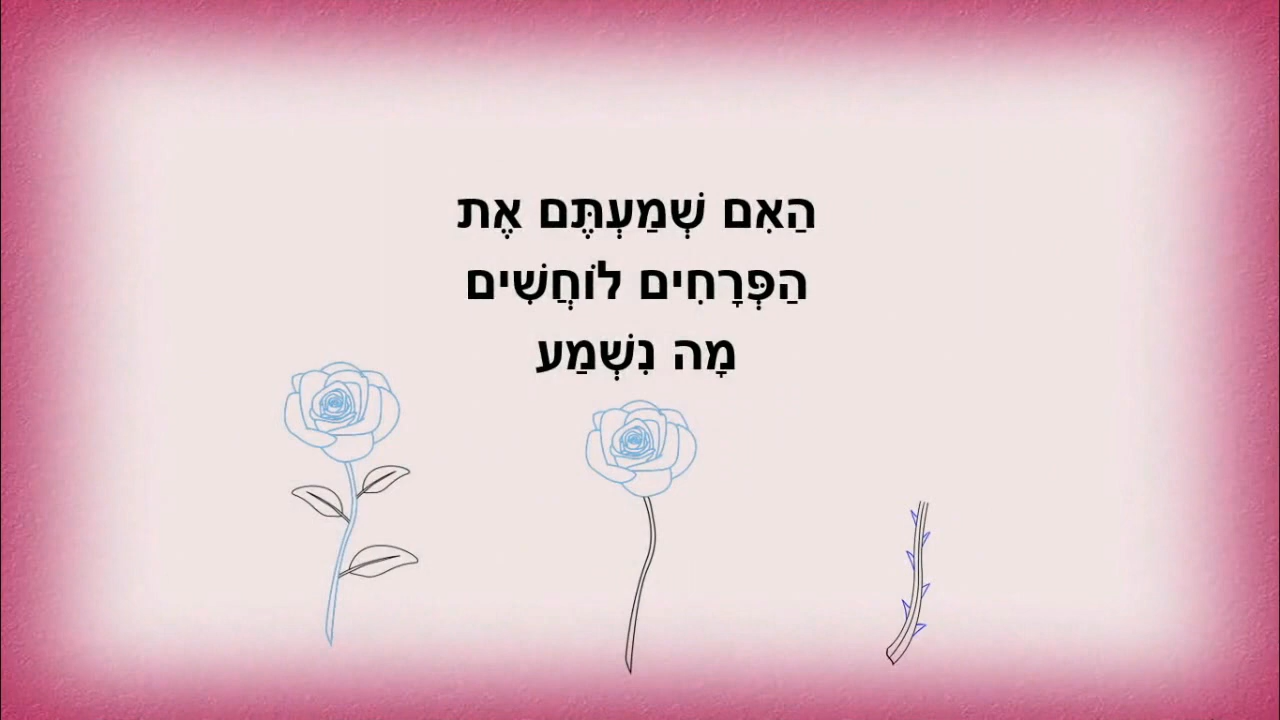 הַאִם שְׁמַעְתֶּם אֶת
הַפְּרָחִים לוֹחֲשִׁים
מָה נִשְׁמַע